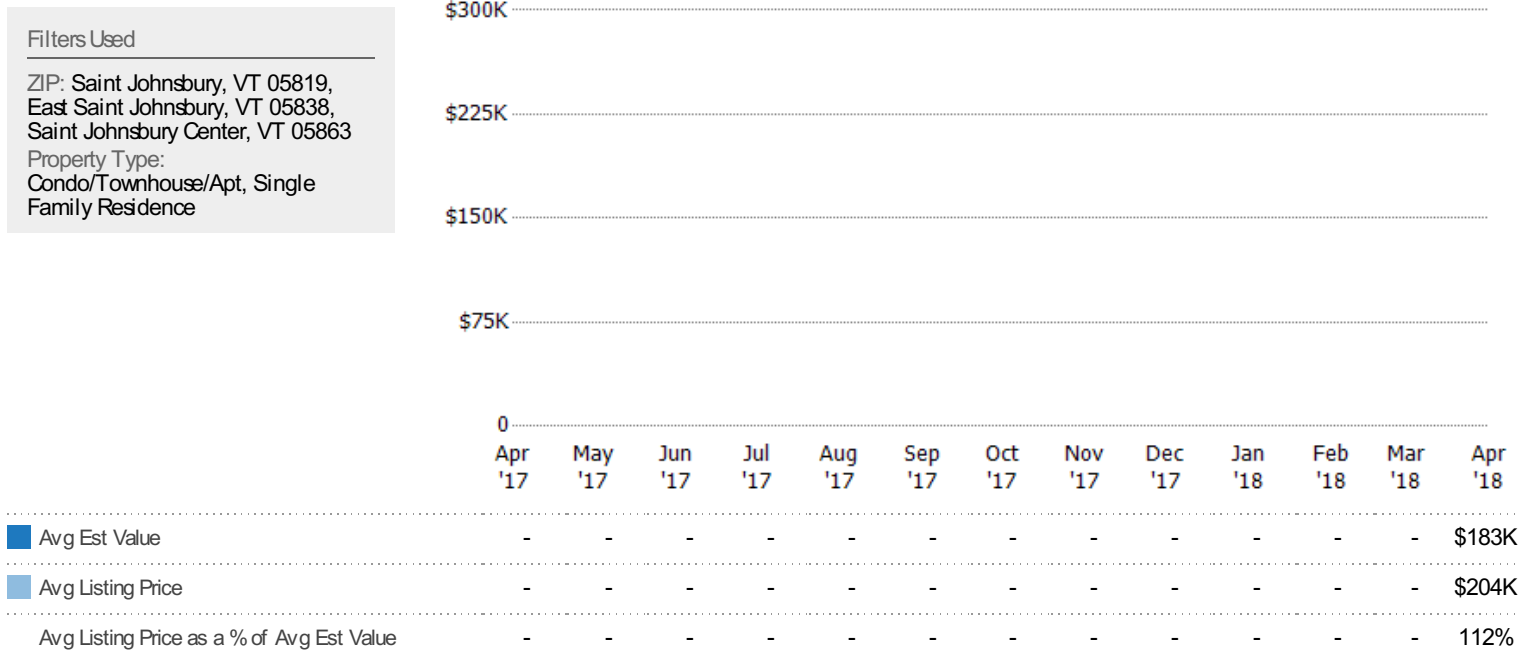 Filters Used
ZIP: Saint Johnsbury, VT 05819,
East Saint Johnsbury, VT 05838,
Saint Johnsbury Center, VT 05863
Property Type:
Condo/Townhouse/Apt, Single
Family Residence
$300K
$225K
$150K
$75K
0
Apr May Jun Jul Aug Sep Oct Nov Dec Jan Feb Mar Apr
'17 '17 '17 '17 '17 '17 '17 '17 '17 '18 '18 '18 '18
Avg Est Value - - - - - - - - - - - - $183K
Avg Listing Price - - - - - - - - - - - - $204K
Avg Listing Price as a % of Avg Est Value - - - - - - - - - - - - 112%